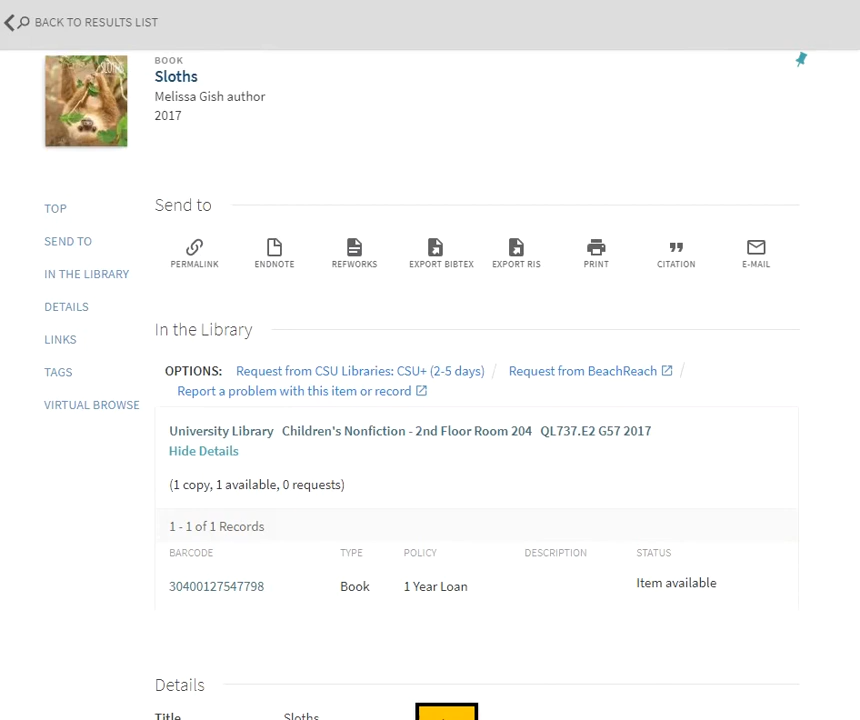 BACK TO RESULTS LIST
SLOTHS
BOOK
Sloths
Melissa Gish author
2017
TOP
SEND TO
IN THE LIBRARY
DETAILS
LINKS
TAGS
VIRTUAL BROWSE
Send to
PERMALINK ENDNOTE REFWORKS EXPORT BIBTEX EXPORT RIS PRINT CITATION E-MAIL
In the Library
OPTIONS: Request from CSU Libraries: CSU+ (2-5 days) / Request from BeachReach /
Report a problem with this item or record
University Library Children's Nonfiction - 2nd Floor Room 204 QL737.E2 G57 2017
Hide Details
(1 copy, 1 available, 0 requests)
1 - 1 of 1 Records
BARCODE TYPE POLICY DESCRIPTION STATUS
30400127547798 Book 1 Year Loan Item available
Details
Title Sloths